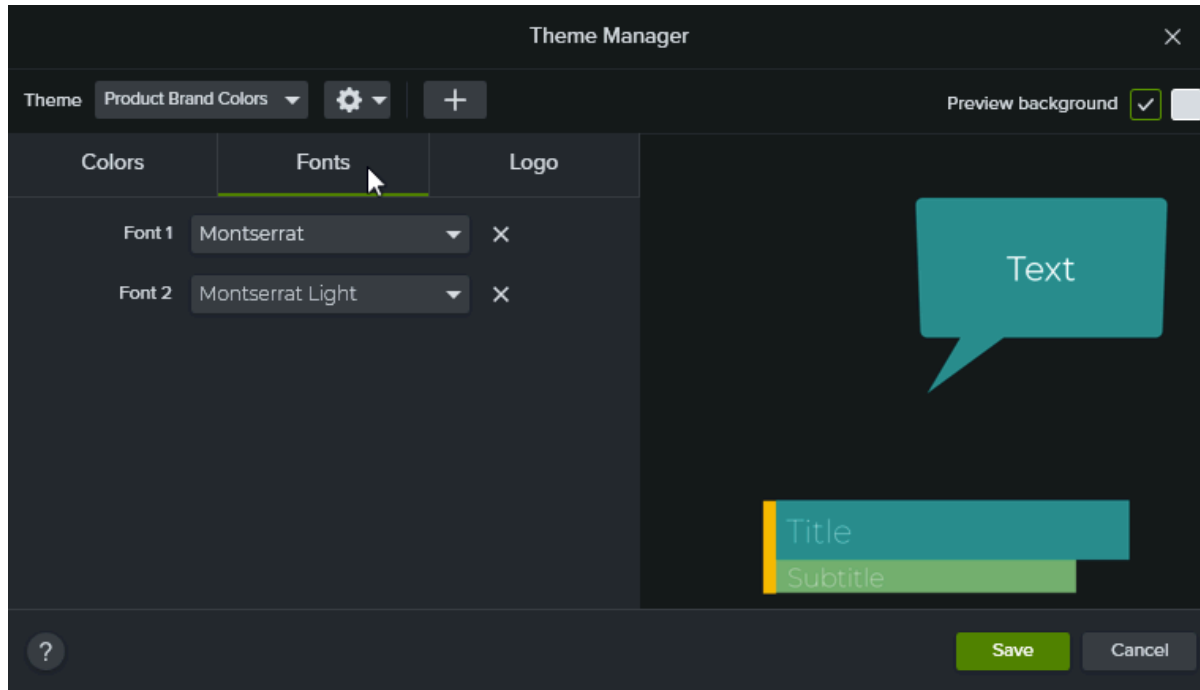 Theme Manager
Theme Product Brand Colors
Preview background
Colors Fonts Logo
Font 1 Montserrat
Font 2 Montserrat Light
Text
Title
Subtitle
? Save Cancel